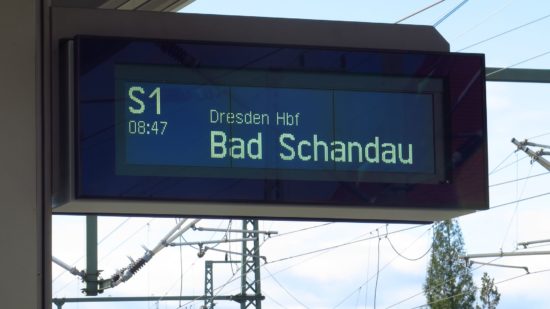 S1
08:47
Dresden Hbf
Bad Schandau